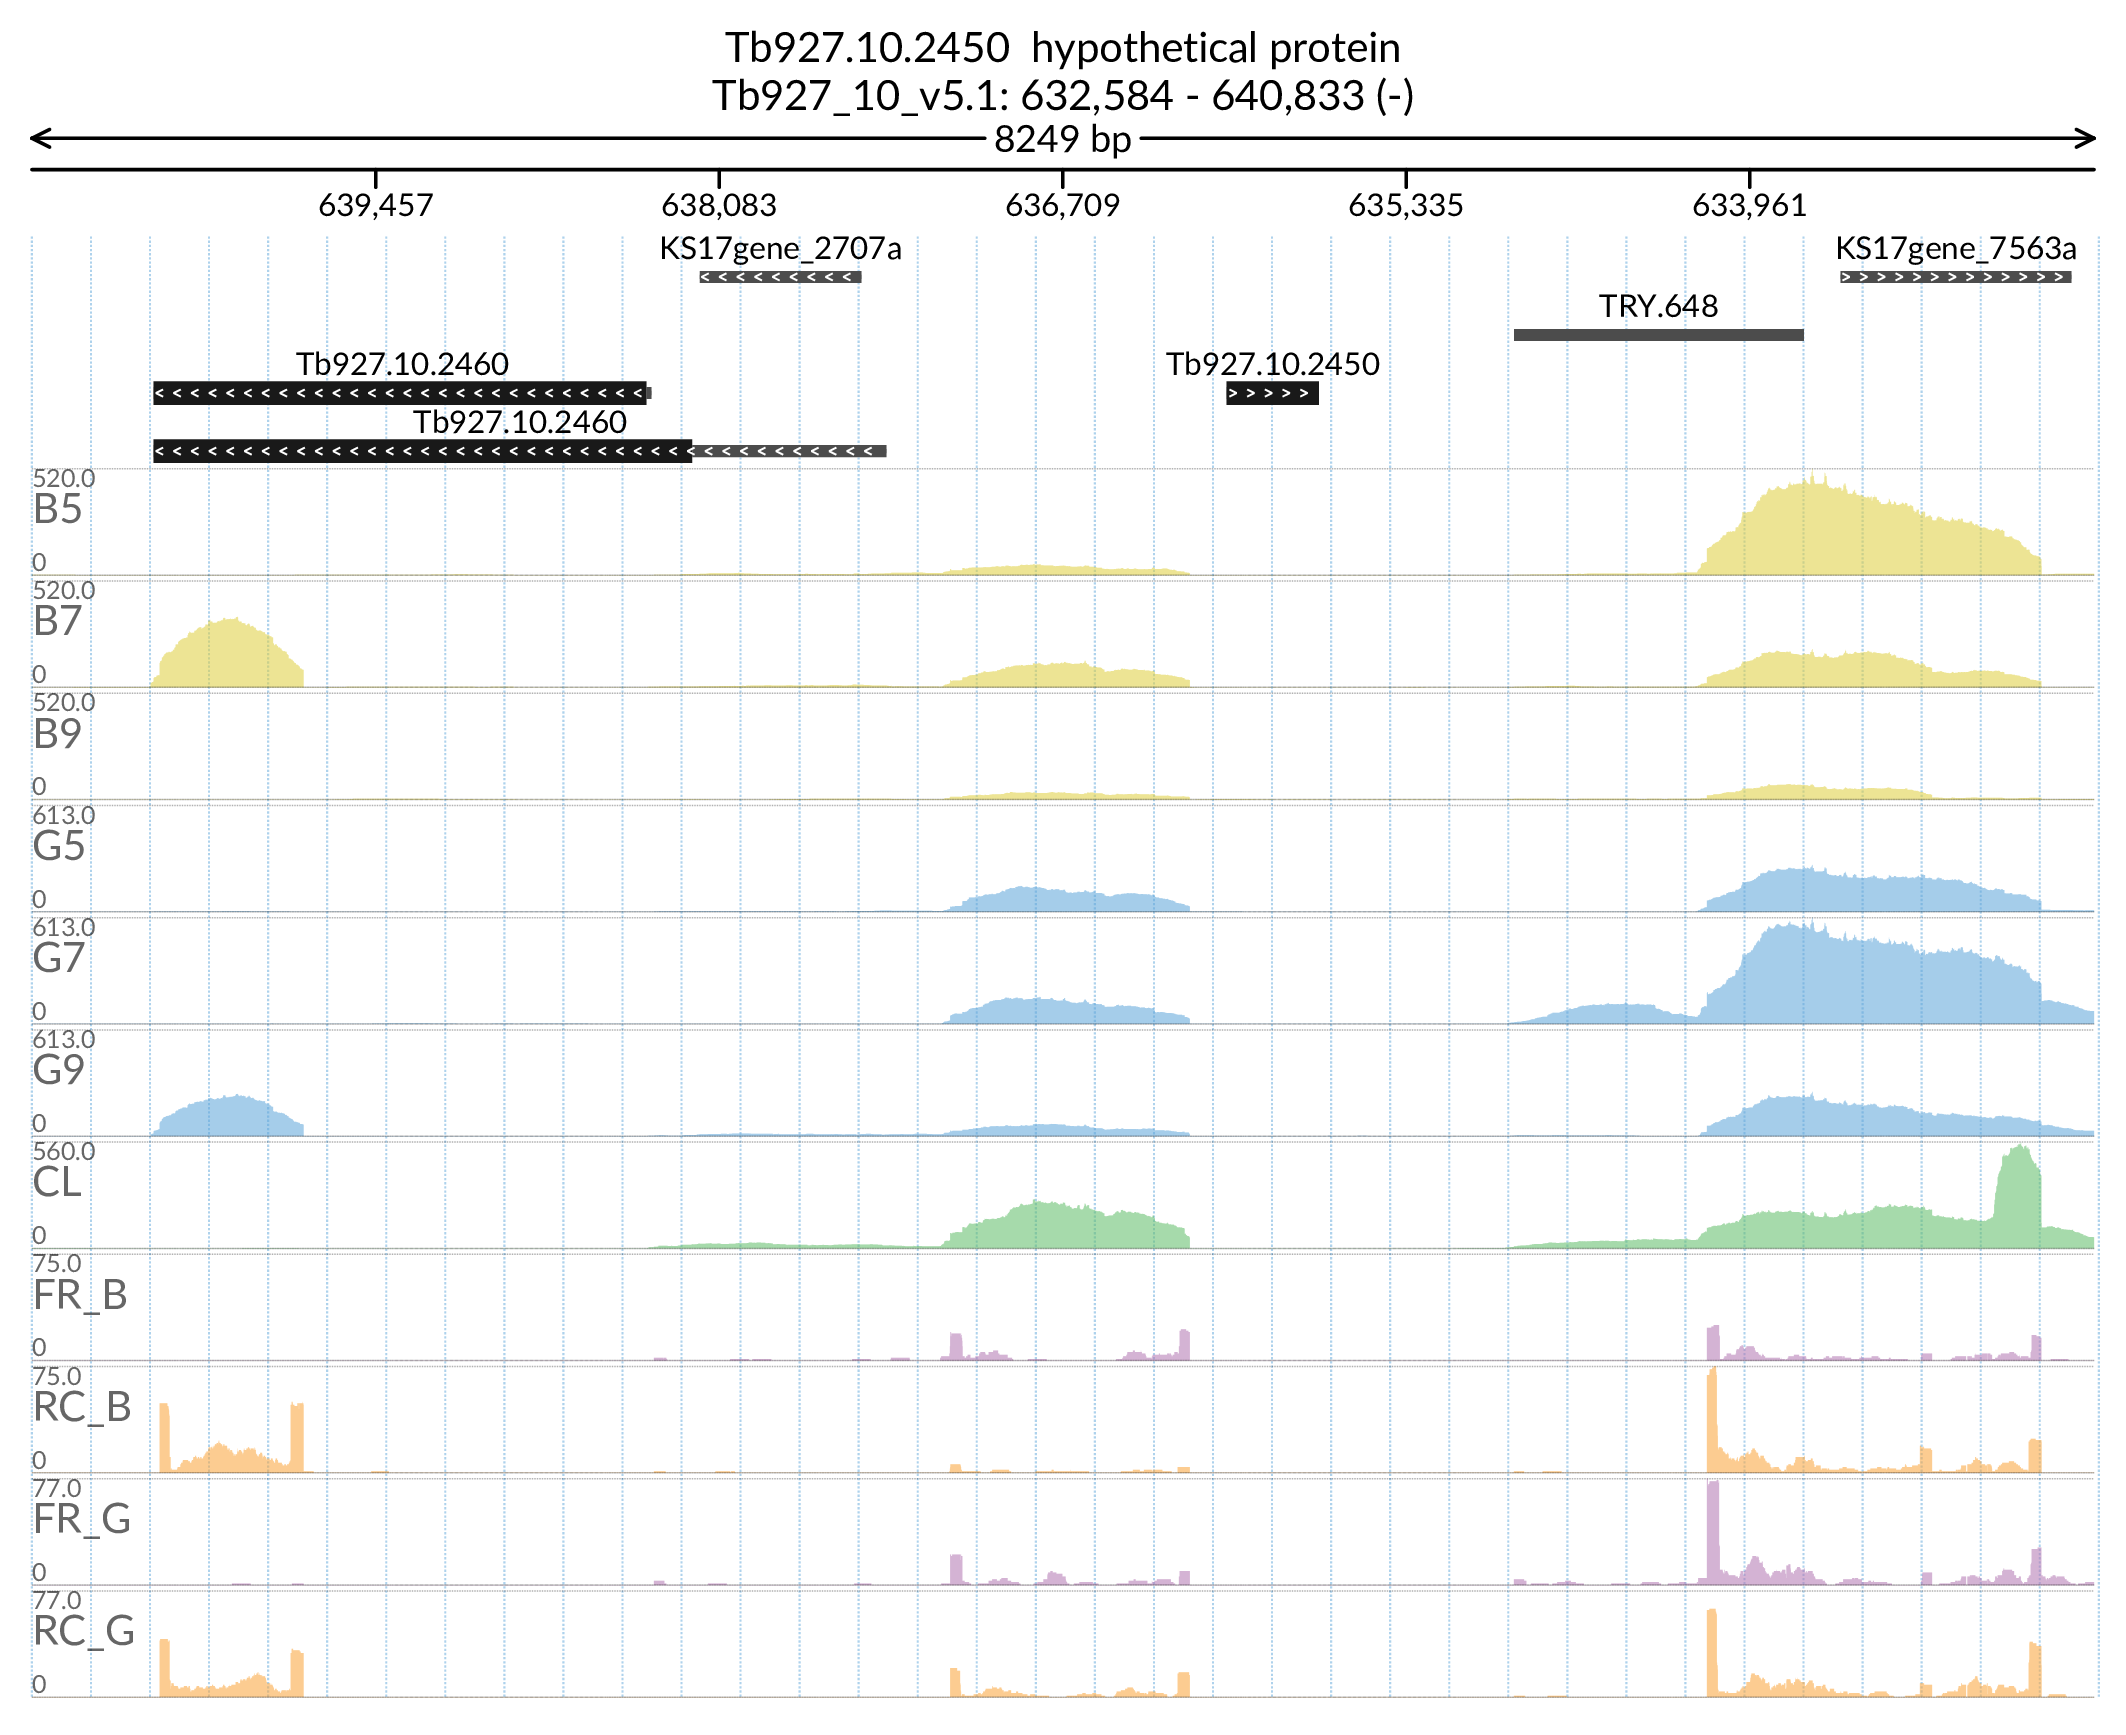 Tb927.10.2450  hypothetical protein
Tb927_10_v5.1: 632,584 - 640,833 (-)
8249 bp
639,457 638,083 636,709 635,335 633,961
KS17gene_2707a KS17gene_7563a
TRY.648
Tb927.10.2460 Tb927.10.2450
Tb927.10.2460
520.0
B5
0
520.0
B7
0
520.0
B9
0
613.0
G5
0
613.0
G7
0
613.0
G9
0
560.0
CL
0
75.0
FR_B
0
75.0
RC_B
0
77.0
FR_G
0
77.0
RC_G
0